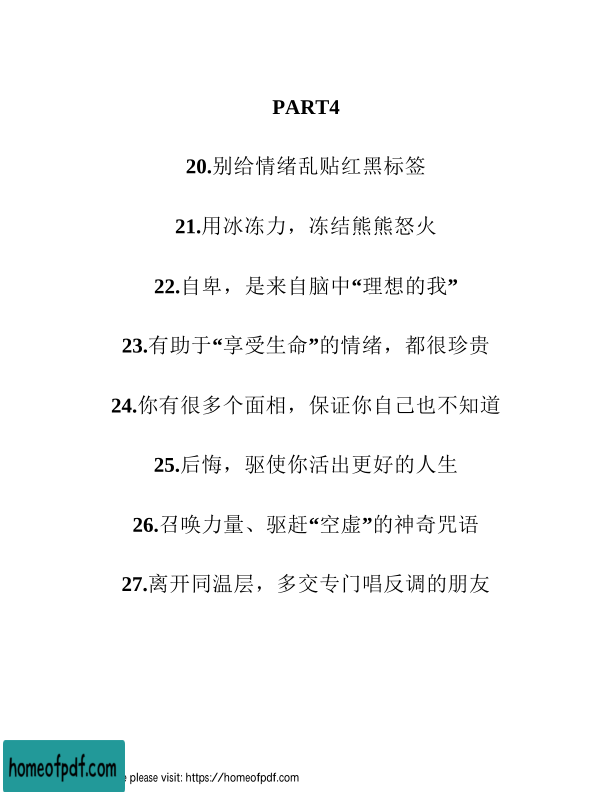 PART4
20.别给情绪乱贴红黑标签
21.用冰冻力，冻结熊熊怒火
22.自卑，是来自脑中“理想的我”
23.有助于“享受生命”的情绪，都很珍贵
24.你有很多个面相，保证你自己也不知道
25.后悔，驱使你活出更好的人生
26.召唤力量、驱赶“空虚”的神奇咒语
27.离开同温层，多交专门唱反调的朋友
homeofpdf.com
please visit: https://homeofpdf.com